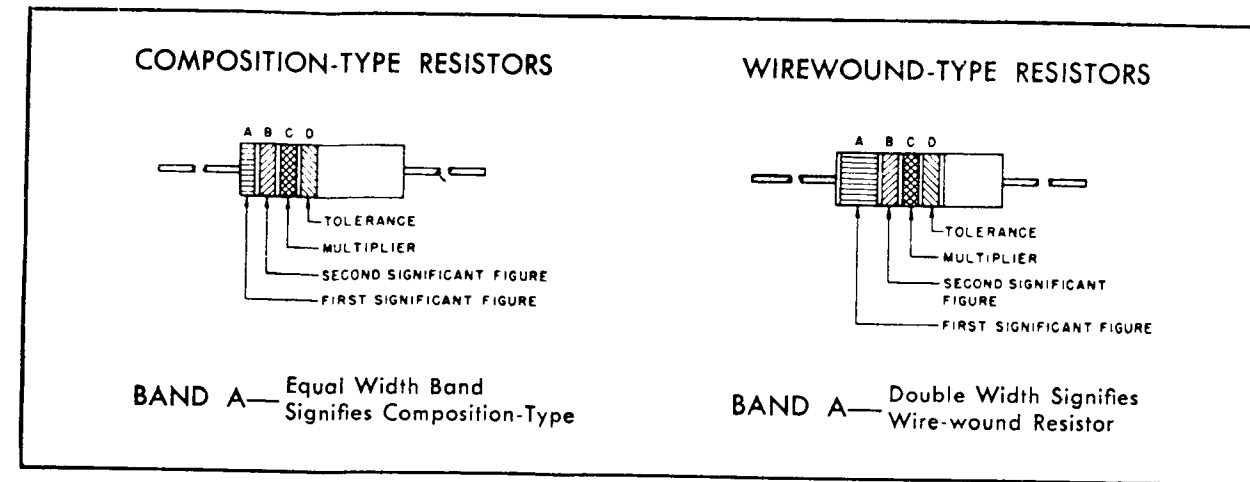 COMPOSITION-TYPE RESISTORS
A B C D
TOLERANCE
MULTIPLIER
SECOND SIGNIFICANT FIGURE
FIRST SIGNIFICANT FIGURE
BAND A— Equal Width Band
Signifies Composition-Type
WIREWOUND-TYPE RESISTORS
A B C D
TOLERANCE
MULTIPLIER
SECOND SIGNIFICANT
FIGURE
FIRST SIGNIFICANT FIGURE
BAND A— Double Width Signifies
Wire-wound Resistor